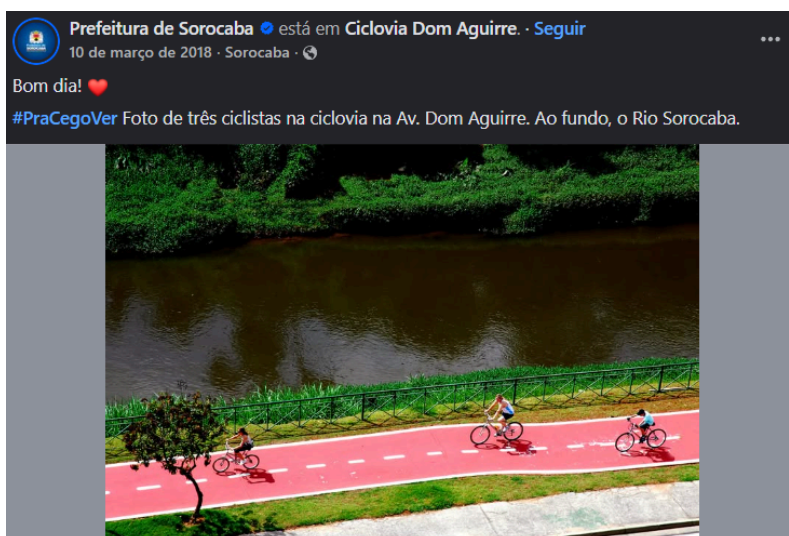 Prefeitura de Sorocaba está em Ciclovia Dom Aguirre. · Seguir
10 de março de 2018 · Sorocaba ·
Bom dia! ❤️
#PraCegoVer Foto de três ciclistas na ciclovia na Av. Dom Aguirre. Ao fundo, o Rio Sorocaba.